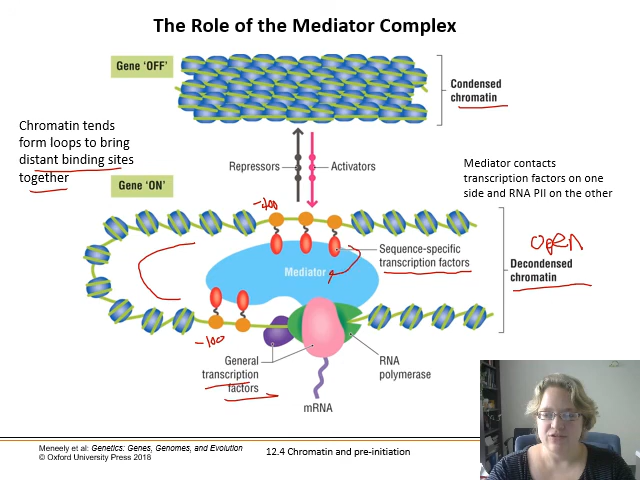 The Role of the Mediator Complex
Gene 'OFF'
Condensed
chromatin
Chromatin tends
form loops to bring
distant binding sites
together
Repressors
Activators
Mediator contacts
transcription factors on one
side and RNA PII on the other
Gene 'ON'
-400
open
Sequence-specific
transcription factors
Mediator
Decondensed
chromatin
-100
General
transcription
factors
RNA
polymerase
mRNA
Meneely et al: Genetics: Genes, Genomes, and Evolution
© Oxford University Press 2018
12.4 Chromatin and pre-initiation